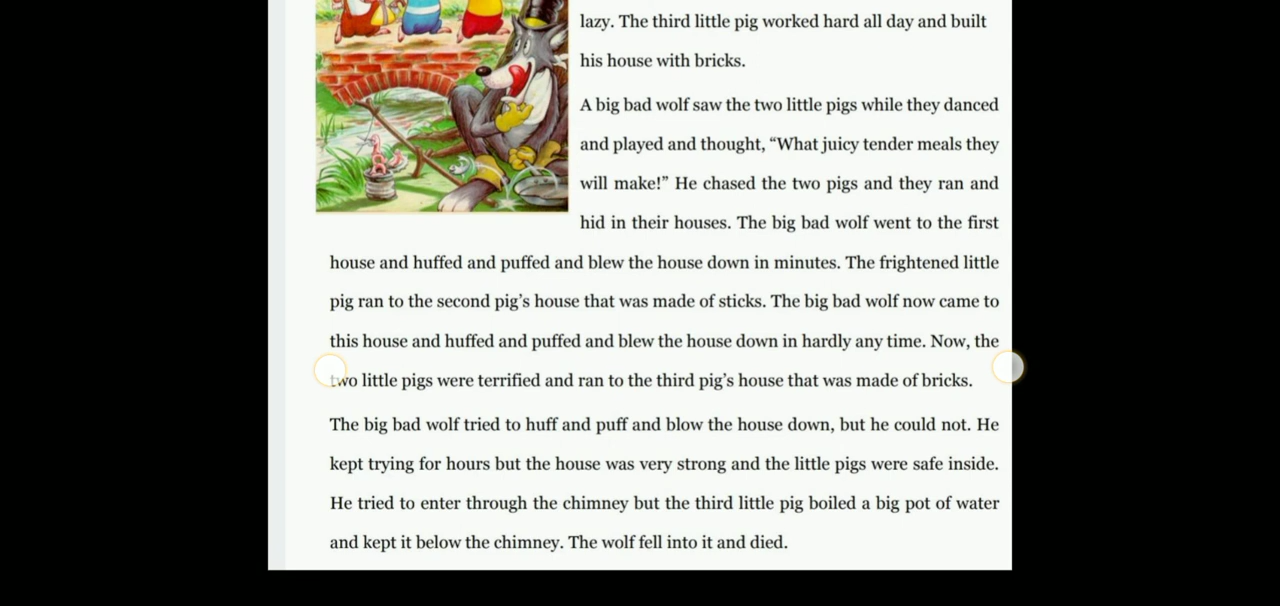 lazy. The third little pig worked hard all day and built
his house with bricks.
A big bad wolf saw the two little pigs while they danced
and played and thought, “What juicy tender meals they
will make!” He chased the two pigs and they ran and
hid in their houses. The big bad wolf went to the first
house and huffed and puffed and blew the house down in minutes. The frightened little
pig ran to the second pig’s house that was made of sticks. The big bad wolf now came to
this house and huffed and puffed and blew the house down in hardly any time. Now, the
two little pigs were terrified and ran to the third pig’s house that was made of bricks.
The big bad wolf tried to huff and puff and blow the house down, but he could not. He
kept trying for hours but the house was very strong and the little pigs were safe inside.
He tried to enter through the chimney but the third little pig boiled a big pot of water
and kept it below the chimney. The wolf fell into it and died.